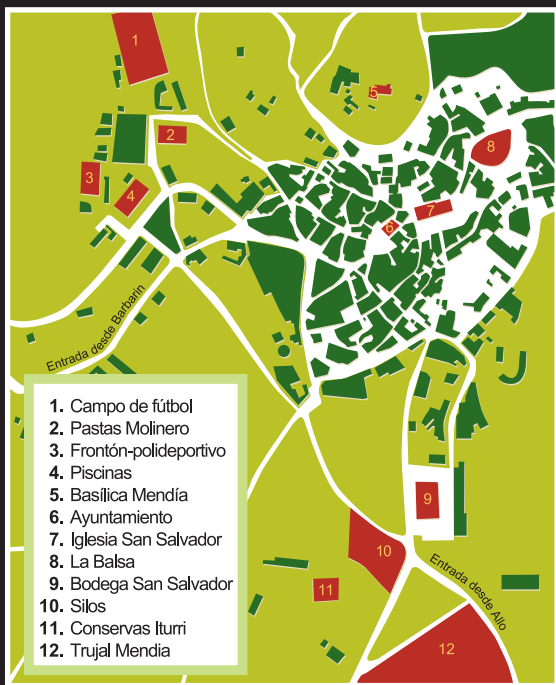 1
5
2
8
3
4
7
6
Entrada desde Barbarin
1. Campo de fútbol
2. Pastas Molinero
3. Frontón-polideportivo
4. Piscinas
5. Basílica Mendía
6. Ayuntamiento
7. Iglesia San Salvador
8. La Balsa
9. Bodega San Salvador
10. Silos
11. Conservas Iturri
12. Trujal Mendia
9
10
Entrada desde Allo
11
12